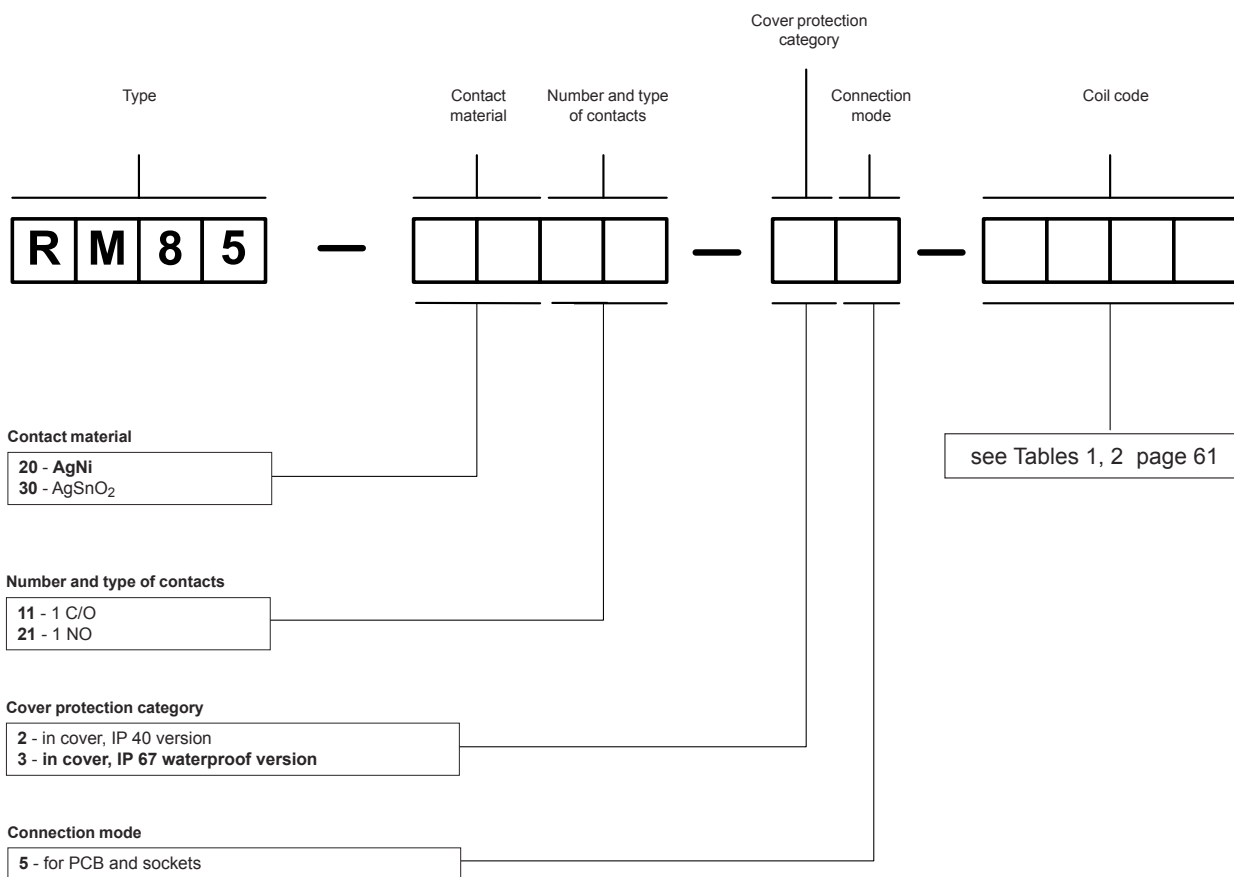 Cover protection
category
Type
Contact
material
Number and type
of contacts
Connection
mode
Coil code
RM85 — —  —
Contact material
20 - AgNi
30 - AgSnO2
see Tables 1, 2 page 61
Number and type of contacts
11 - 1 C/O
21 - 1 NO
Cover protection category
2 - in cover, IP 40 version
3 - in cover, IP 67 waterproof version
Connection mode
5 - for PCB and sockets